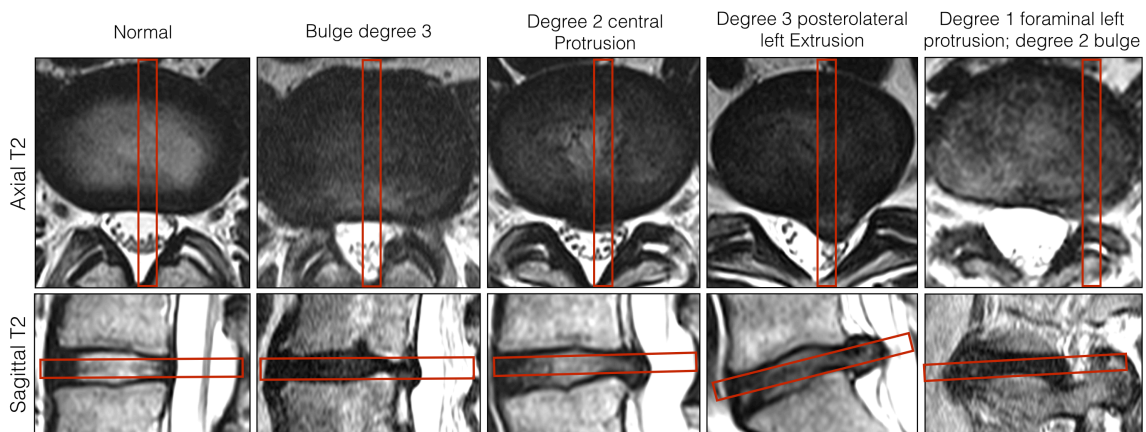 Normal
Bulge degree 3
Degree 2 central
Protrusion
Degree 3 posterolateral
left Extrusion
Degree 1 foraminal left
protrusion; degree 2 bulge
Axial T2
Sagittal T2